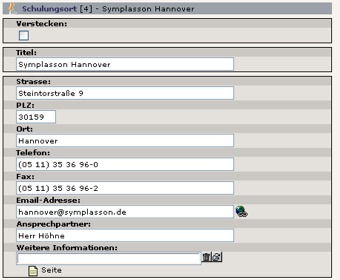 Schulungsort [4] - Symplasson Hannover
Verstecken:
Titel:
Symplasson Hannover
Strasse:
Steintorstraße 9
PLZ:
30159
Ort:
Hannover
Telefon:
(05 11) 35 36 96-0
Fax:
(05 11) 35 36 96-2
Email-Adresse:
hannover@symplasson.de
Ansprechpartner:
Herr Höhne
Weitere Informationen:
Seite